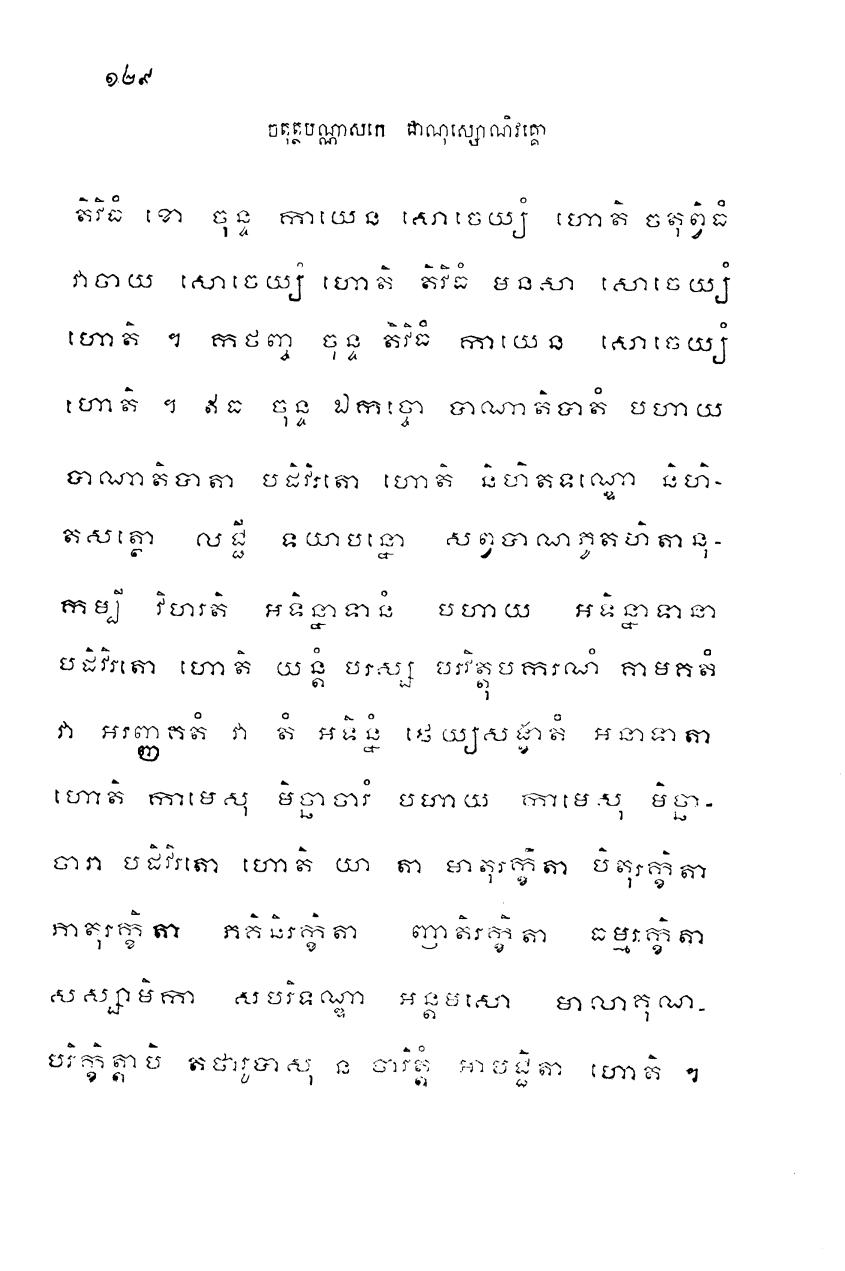 ១២៩
ចតុត្ថបណ្ណាសកេ ជាណុស្សោណិវគ្គោ
តិវិធំ ខោ ចុន្ទ កាយេន សោចេយ្យំ ហោតិ ចតុព្វិធំ
វាចាយ សោចេយ្យំ ហោតិ តិវិធំ មនសា សោចេយ្យំ
ហោតិ ។ កថញ្ច ចុន្ទ តិវិធំ កាយេន សោចេយ្យំ
ហោតិ ។ ឥធ ចុន្ទ ឯកច្ចោ បាណាតិបាតំ បហាយ
បាណាតិបាតា បដិវិរតោ ហោតិ និហិតទណ្ឌោ និហិ-
តសត្ថោ លជ្ជី ទយាបន្នោ សព្វបាណភូតហិតានុ-
កម្បី វិហរតិ អទិន្នាទានំ បហាយ អទិន្នាទានា
បដិវិរតោ ហោតិ យន្តំ បរស្ស បរវិត្តុបករណំ គាមគតំ
វា អរញ្ញគតំ វា តំ អទិន្នំ ថេយ្យសង្ខាតំ អនាទាតា
ហោតិ កាមេសុ មិច្ឆាចារំ បហាយ កាមេសុ មិច្ឆា-
ចារា បដិវិរតោ ហោតិ យា តា មាតុរក្ខិតា បិតុរក្ខិតា
ភាតុរក្ខិតា ភគិនិរក្ខិតា ញាតិរក្ខិតា ធម្មរក្ខិតា
សស្សាមិកា សបរិទណ្ឌា អន្តមសោ មាលាគុណ-
បរិក្ខិត្តាបិ តថារូបាសុ ន ចារិត្តំ អាបជ្ជិតា ហោតិ ។